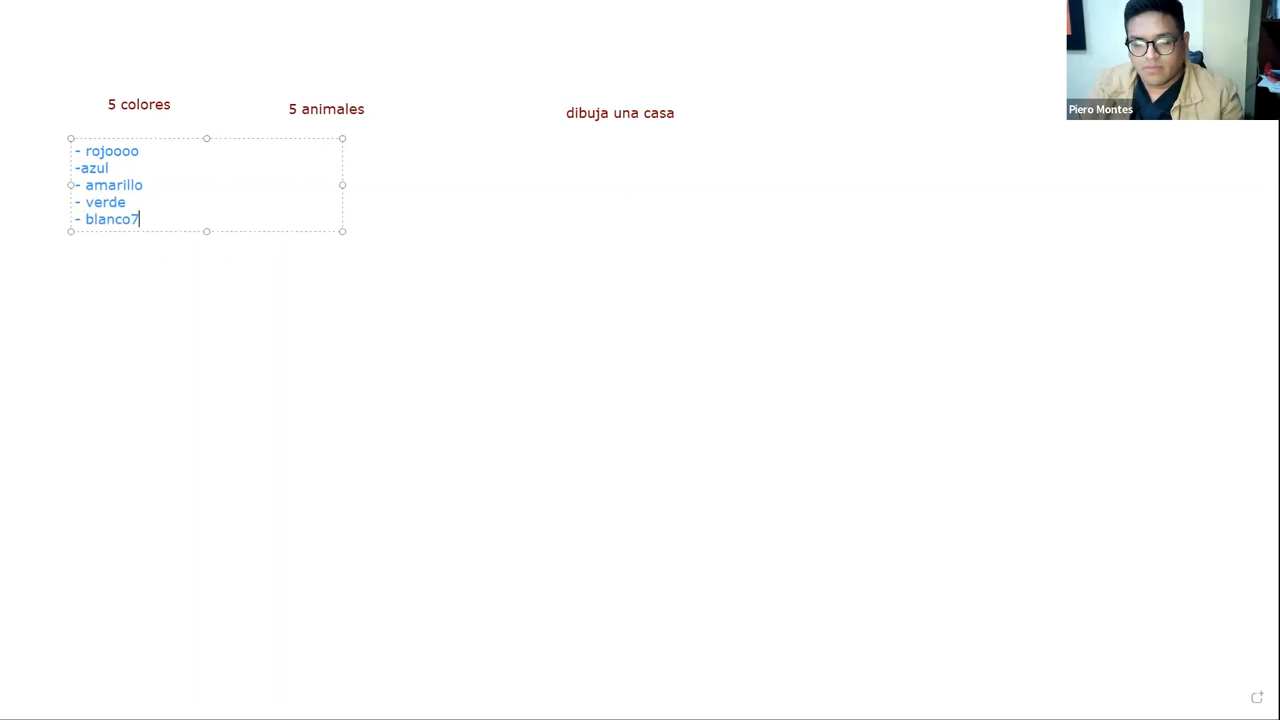 5 colores
5 animales
dibuja una casa
- rojoooo
-azul
- amarillo
- verde
- blanco7
Piero Montes